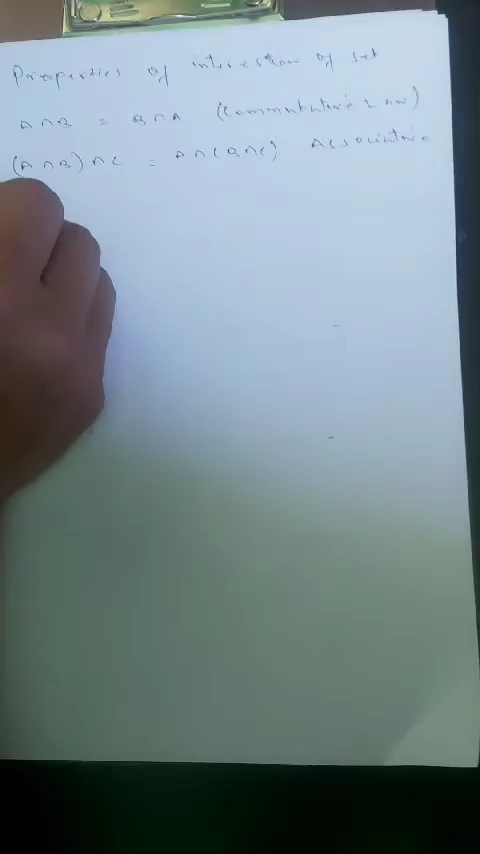 Properties of intersection of set
A ∩ B = B ∩ A (Commutative Law)
(A ∩ B) ∩ C = A ∩ (B ∩ C) Associative